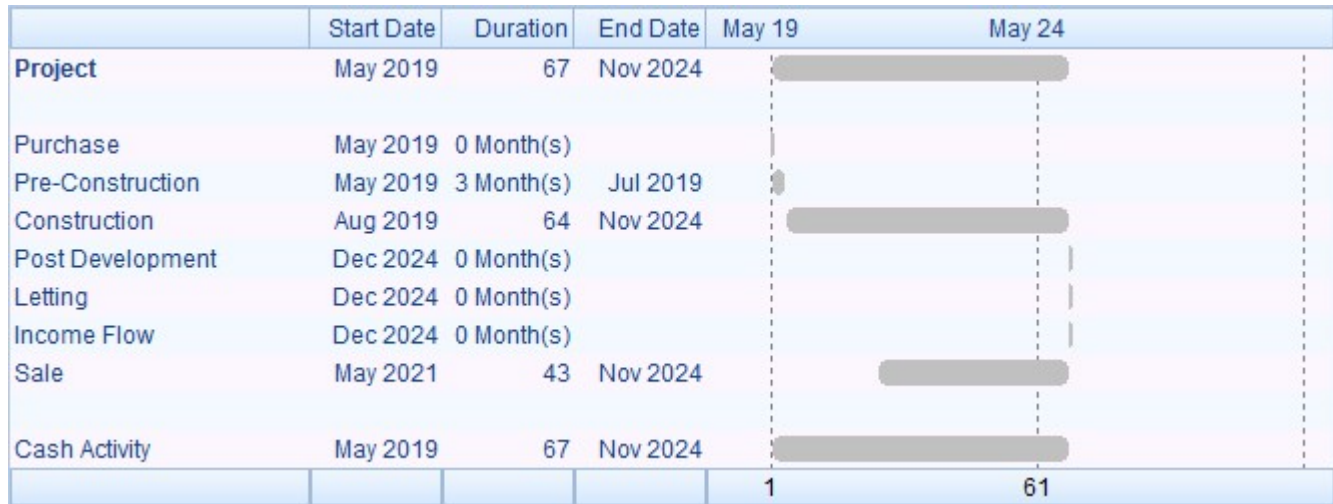 Start Date Duration End Date May 19 May 24
Project May 2019 67 Nov 2024
Purchase May 2019 0 Month(s)
Pre-Construction May 2019 3 Month(s) Jul 2019
Construction Aug 2019 64 Nov 2024
Post Development Dec 2024 0 Month(s)
Letting Dec 2024 0 Month(s)
Income Flow Dec 2024 0 Month(s)
Sale May 2021 43 Nov 2024
Cash Activity May 2019 67 Nov 2024
1 61